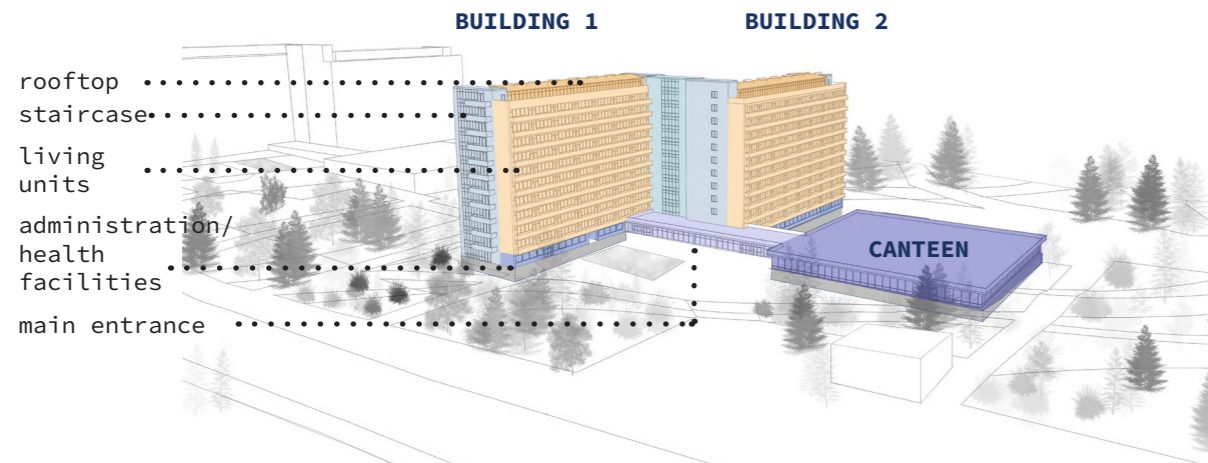 BUILDING 1
BUILDING 2
rooftop
staircase
living
units
administration/
health
facilities
main entrance
CANTEEN